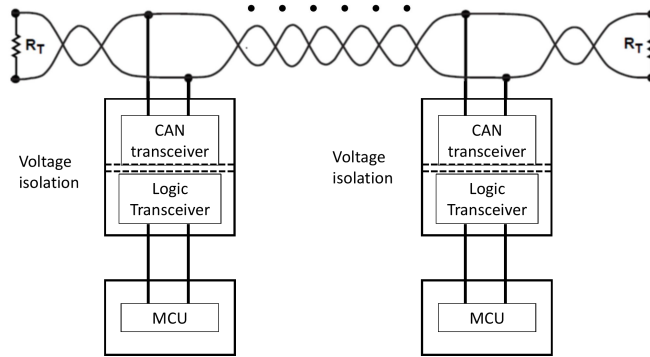 RT
RT
CAN
transceiver
Voltage
isolation
Logic
Transceiver
MCU
CAN
transceiver
Voltage
isolation
Logic
Transceiver
MCU